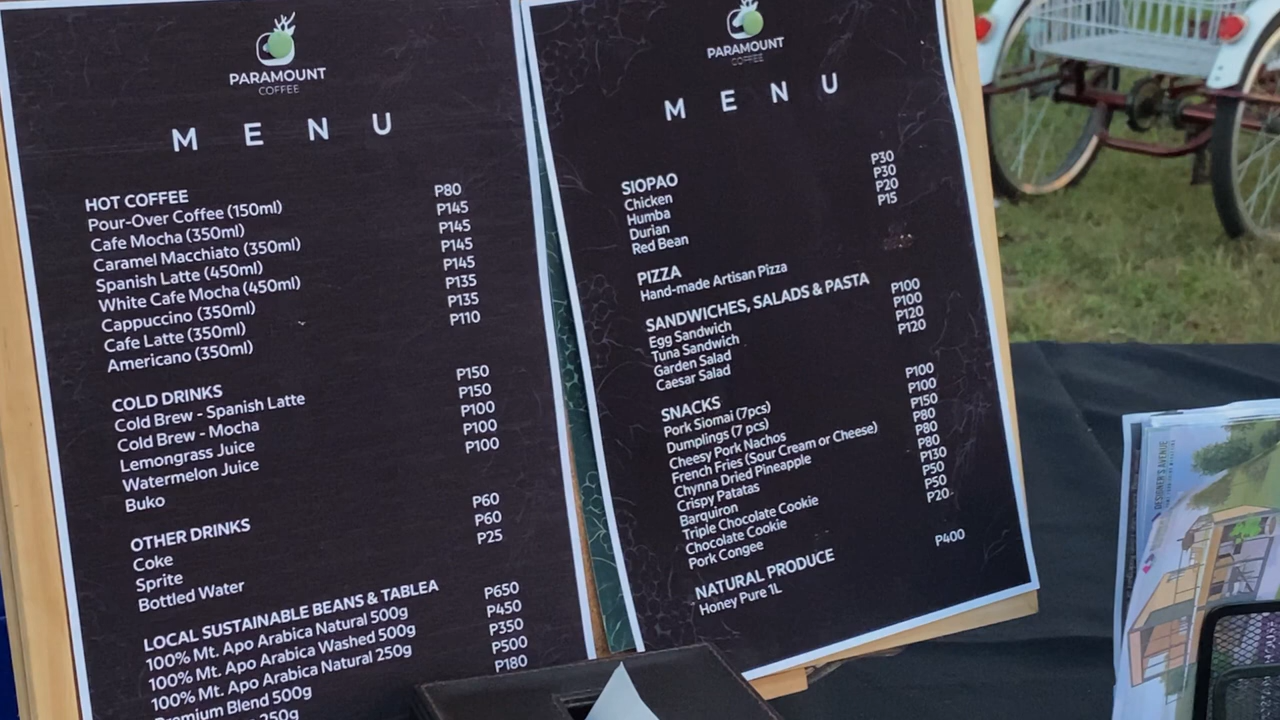 PARAMOUNT
COFFEE
MENU
HOT COFFEE
Pour-Over Coffee (150ml) P80
Cafe Mocha (350ml) P145
Caramel Macchiato (350ml) P145
Spanish Latte (450ml) P145
White Cafe Mocha (450ml) P145
Cappuccino (350ml) P135
Cafe Latte (350ml) P135
Americano (350ml) P110
COLD DRINKS
Cold Brew - Spanish Latte P150
Cold Brew - Mocha P150
Lemongrass Juice P100
Watermelon Juice P100
Buko P100
OTHER DRINKS
Coke P60
Sprite P60
Bottled Water P25
LOCAL SUSTAINABLE BEANS & TABLEA
100% Mt. Apo Arabica Natural 500g P650
100% Mt. Apo Arabica Washed 500g P450
100% Mt. Apo Arabica Natural 250g P350
Premium Blend 500g P500
250g P180
PARAMOUNT
COFFEE
MENU
SIOPAO
Chicken P30
Humba P30
Durian P20
Red Bean P15
PIZZA
Hand-made Artisan Pizza
SANDWICHES, SALADS & PASTA
Egg Sandwich P100
Tuna Sandwich P100
Garden Salad P120
Caesar Salad P120
SNACKS
Pork Siomai (7pcs) P100
Dumplings (7 pcs) P100
Cheesy Pork Nachos P150
French Fries (Sour Cream or Cheese) P80
Chynna Dried Pineapple P80
Crispy Patatas P80
Barquiron P130
Triple Chocolate Cookie P50
Chocolate Cookie P50
Pork Congee P20
NATURAL PRODUCE
Honey Pure 1L P400
DESIGNER'S AVENUE